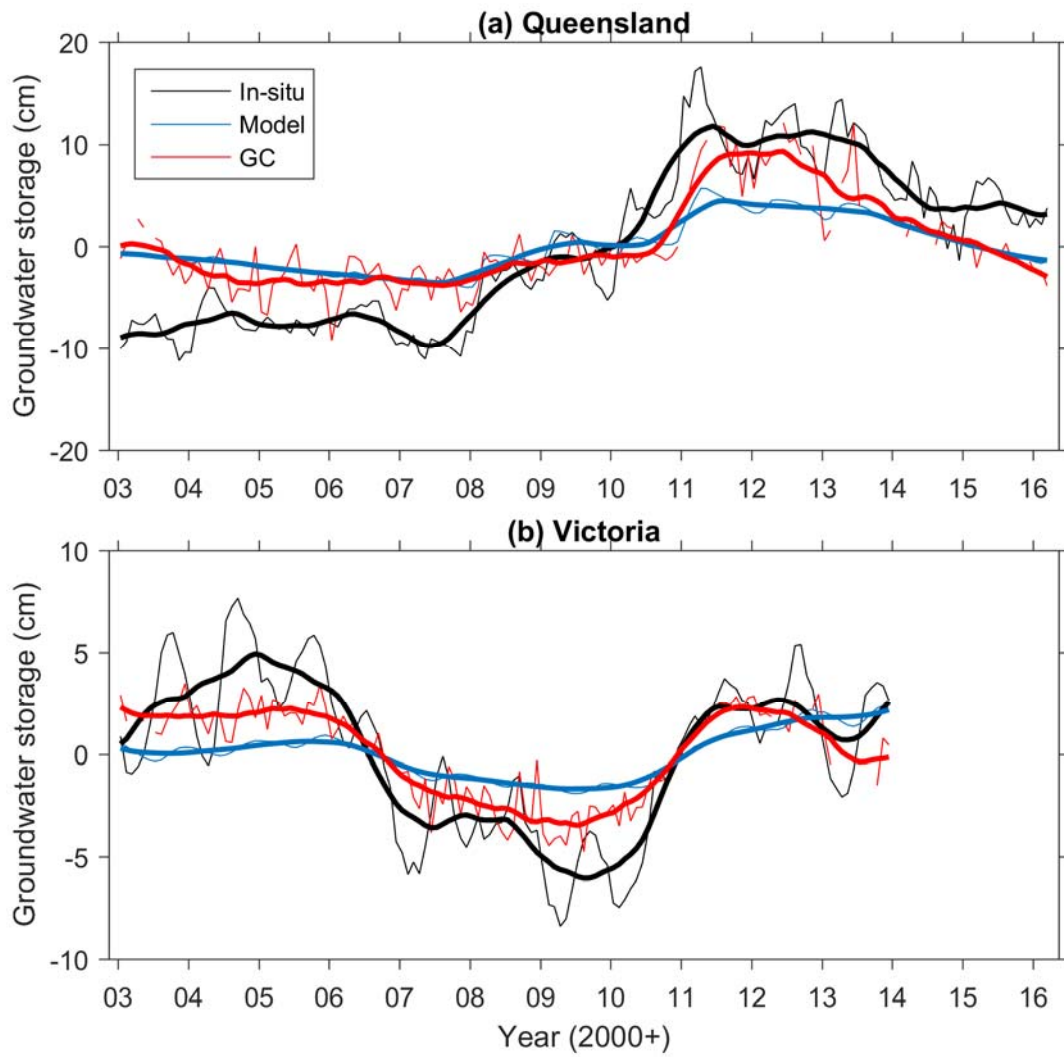 (a) Queensland
Groundwater storage (cm)
20
10
0
-10
-20
In-situ
Model
GC
03 04 05 06 07 08 09 10 11 12 13 14 15 16
(b) Victoria
Groundwater storage (cm)
10
5
0
-5
-10
03 04 05 06 07 08 09 10 11 12 13 14 15 16
Year (2000+)